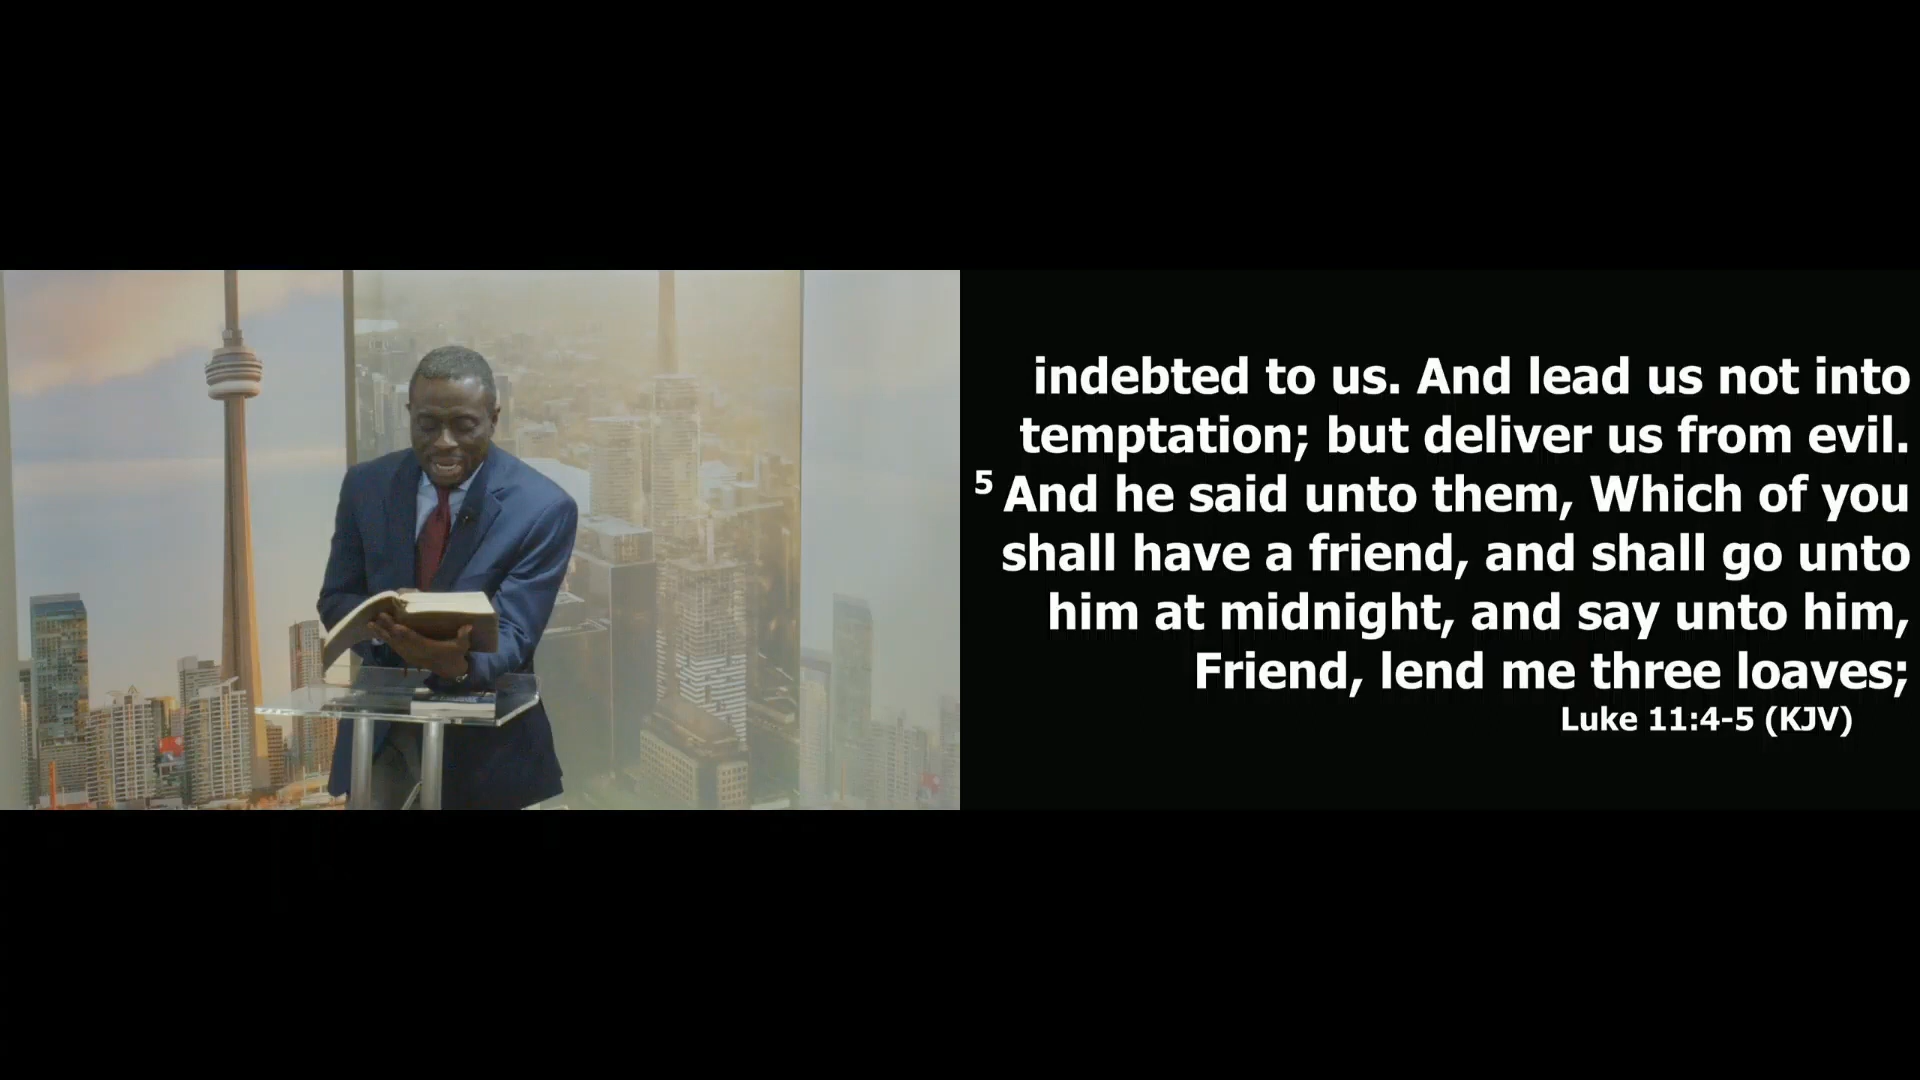 indebted to us. And lead us not into
temptation; but deliver us from evil.
5 And he said unto them, Which of you
shall have a friend, and shall go unto
him at midnight, and say unto him,
Friend, lend me three loaves;
Luke 11:4-5 (KJV)